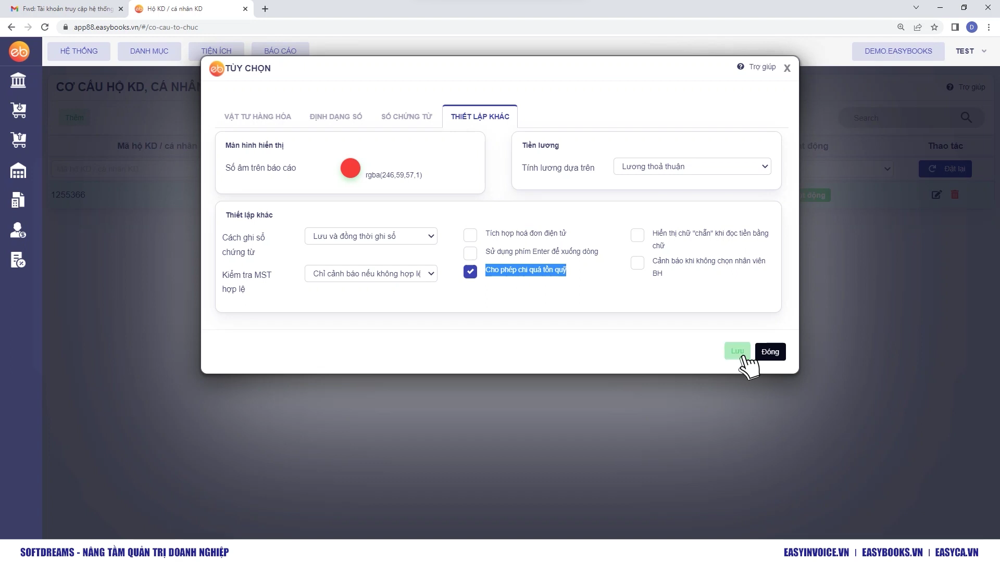 Fwd: Tài khoản truy cập hệ thống
Hộ KD / cá nhân KD
app88.easybooks.vn/#/co-cau-to-chuc
D
eb
HỆ THỐNG
DANH MỤC
TIỆN ÍCH
BÁO CÁO
DEMO.EASYBOOKS
TEST
eb TÙY CHỌN
Trợ giúp
X
CƠ CẤU HỘ KD, CÁ NHÂN
Trợ giúp
Thêm
Search
VẬT TƯ HÀNG HÓA
ĐỊNH DẠNG SỐ
SỐ CHỨNG TỪ
THIẾT LẬP KHÁC
Mã hộ KD / cá nhân
t động
Thao tác
Mã hộ KD / cá nhân KD
Đặt lại
1255366
t động
Màn hình hiển thị
Số âm trên báo cáo
rgba(246,59,57,1)
Tiền lương
Tính lương dựa trên
Lương thoả thuận
Thiết lập khác
Cách ghi sổ
chứng từ
Lưu và đồng thời ghi sổ
Kiểm tra MST
hợp lệ
Chỉ cảnh báo nếu không hợp lệ
Tích hợp hoá đơn điện tử
Sử dụng phím Enter để xuống dòng
Cho phép chi quá tồn quỹ
Hiển thị chữ "chẵn" khi đọc tiền bằng
chữ
Cảnh báo khi không chọn nhân viên
BH
Lưu
Đóng
SOFTDREAMS - NÂNG TẦM QUẢN TRỊ DOANH NGHIỆP
EASYINVOICE.VN | EASYBOOKS.VN | EASYCA.VN